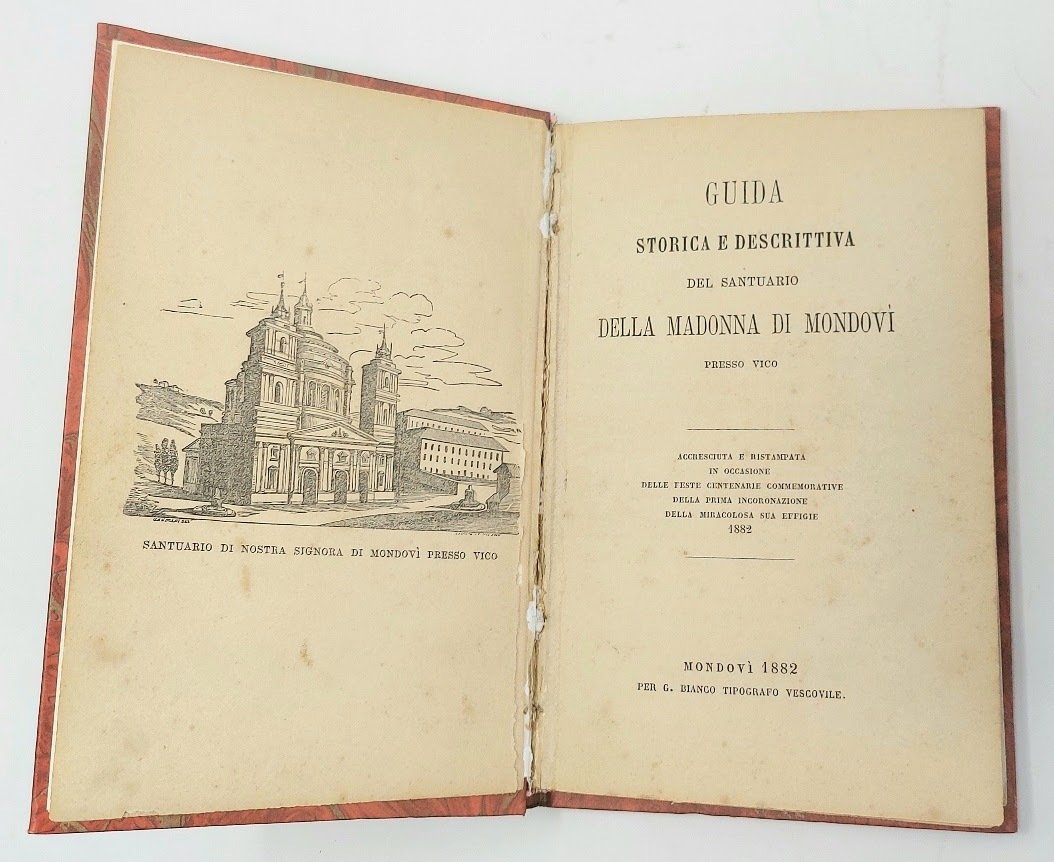 SANTUARIO DI NOSTRA SIGNORA DI MONDOVÌ PRESSO VICO
GUIDA
STORICA E DESCRITTIVA
DEL SANTUARIO
DELLA MADONNA DI MONDOVÌ
PRESSO VICO
ACCRESCIUTA E RISTAMPATA
IN OCCASIONE
DELLE FESTE CENTENARIE COMMEMORATIVE
DELLA PRIMA INCORONAZIONE
DELLA MIRACOLOSA SUA EFFIGIE
1882
MONDOVÌ 1882
PER G. BIANCO TIPOGRAFO VESCOVILE.